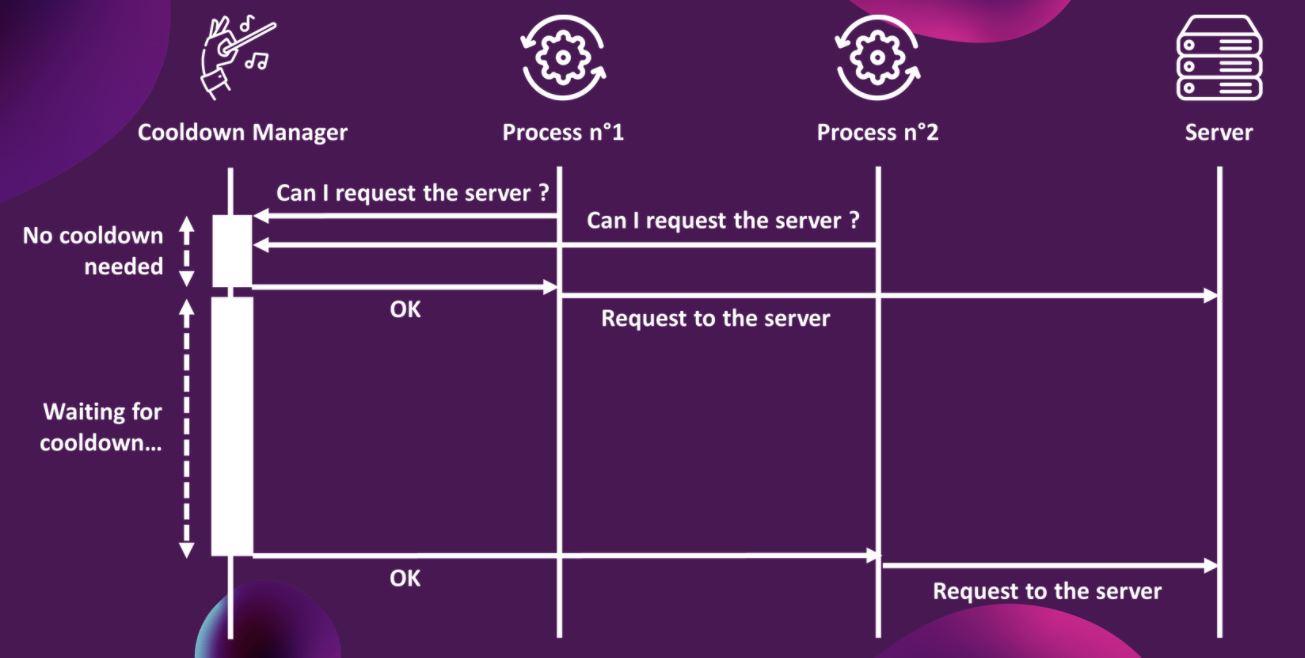 Cooldown Manager
Process n°1
Process n°2
Server
Can I request the server ?
Can I request the server ?
No cooldown
needed
OK
Request to the server
Waiting for
cooldown...
OK
Request to the server